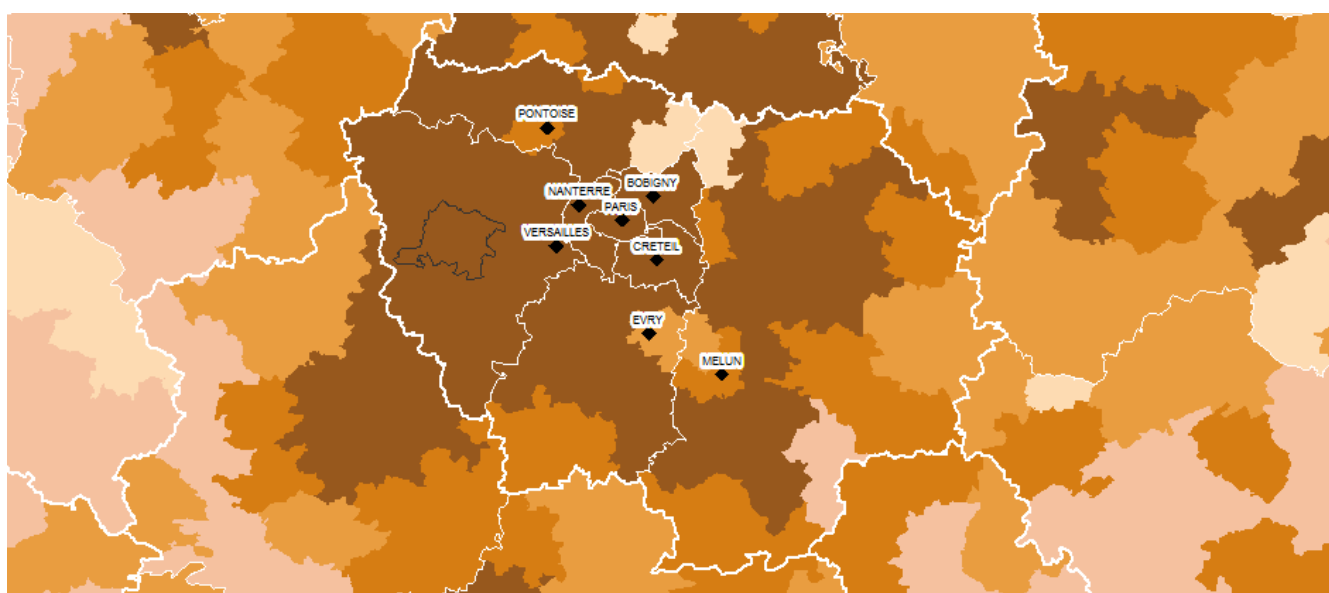 PONTOISE
NANTERRE
BOBIGNY
PARIS
VERSAILLES
CRETEIL
EVRY
MELUN